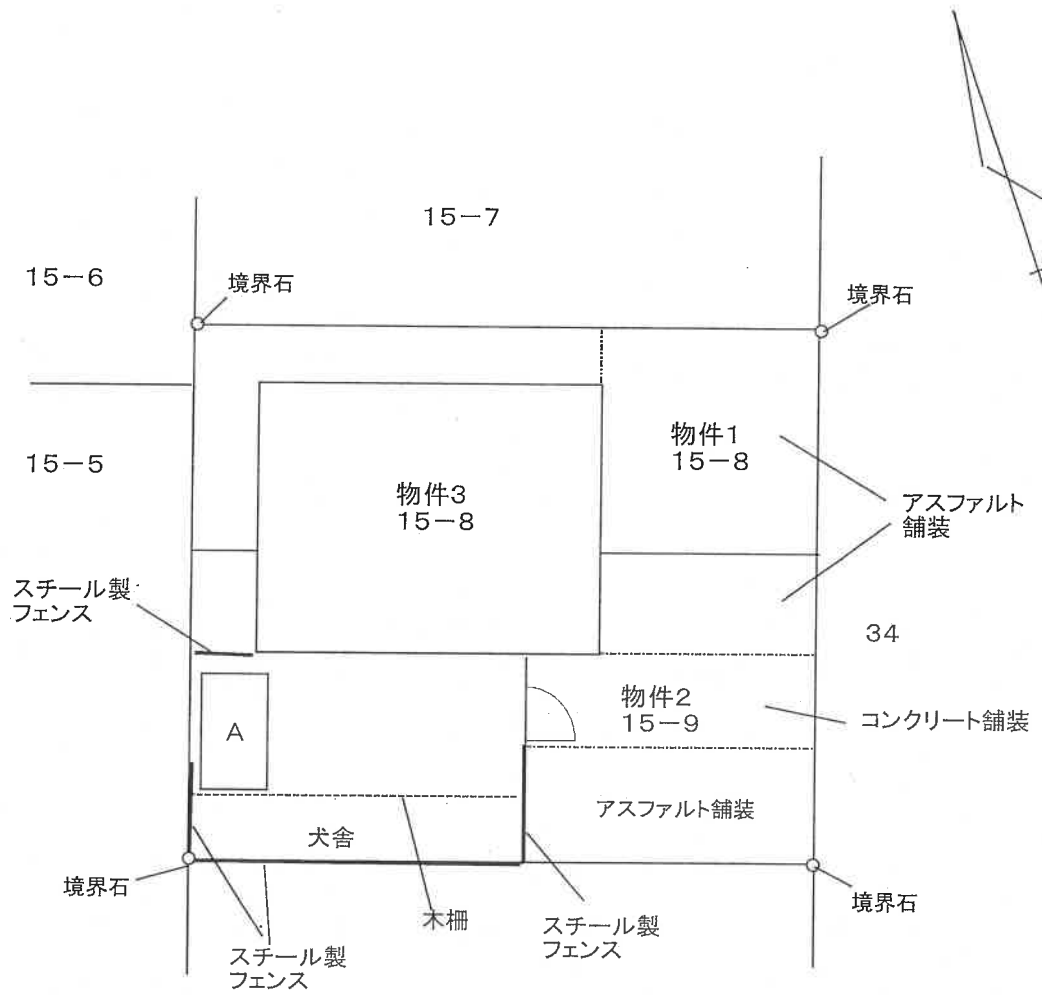 15-7
15-6
境界石
境界石
15-5
物件1
15-8
物件3
15-8
アスファルト
舗装
スチール製
フェンス
34
物件2
15-9
コンクリート舗装
A
アスファルト舗装
犬舎
境界石
境界石
木柵
スチール製
フェンス
スチール製
フェンス